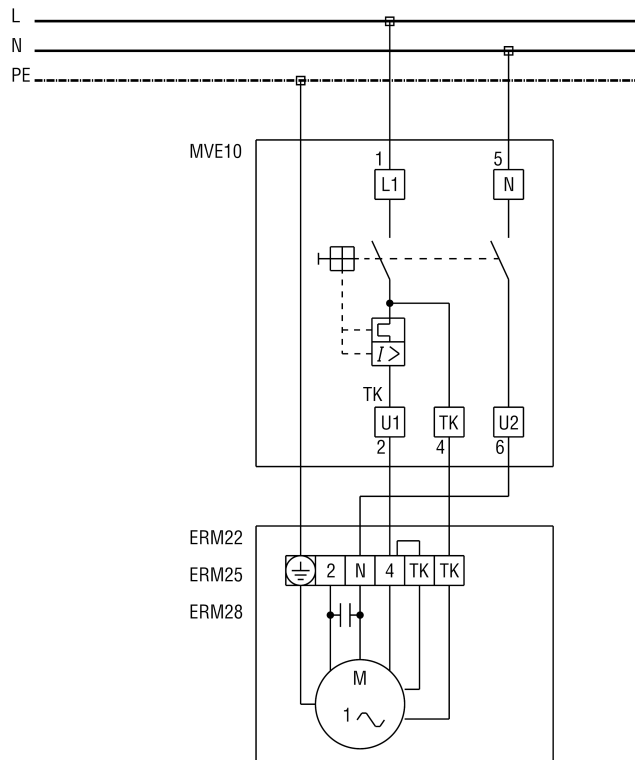 L
N
PE
MVE10
1 5
L1 N
I>
TK
U1 TK U2
2 4 6
ERM22
ERM25
ERM28
2 N 4 TK TK
M
1